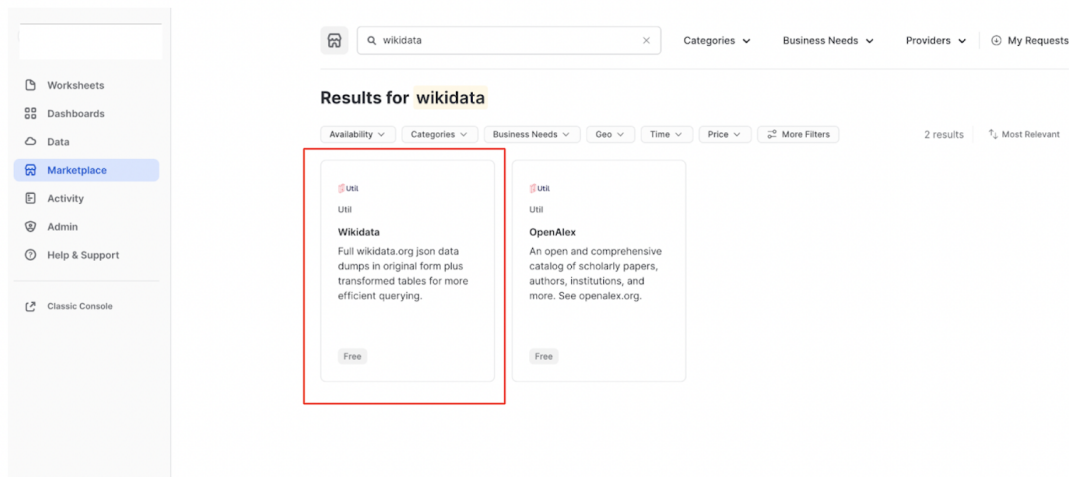 wikidata
Categories
Business Needs
Providers
My Requests
Worksheets
Dashboards
Data
Marketplace
Activity
Admin
Help & Support
Classic Console
Results for wikidata
Availability
Categories
Business Needs
Geo
Time
Price
More Filters
2 results
Most Relevant
Util
Util
Wikidata
Full wikidata.org json data
dumps in original form plus
transformed tables for more
efficient querying.
Free
Util
Util
OpenAlex
An open and comprehensive
catalog of scholarly papers,
authors, institutions, and
more. See openalex.org.
Free